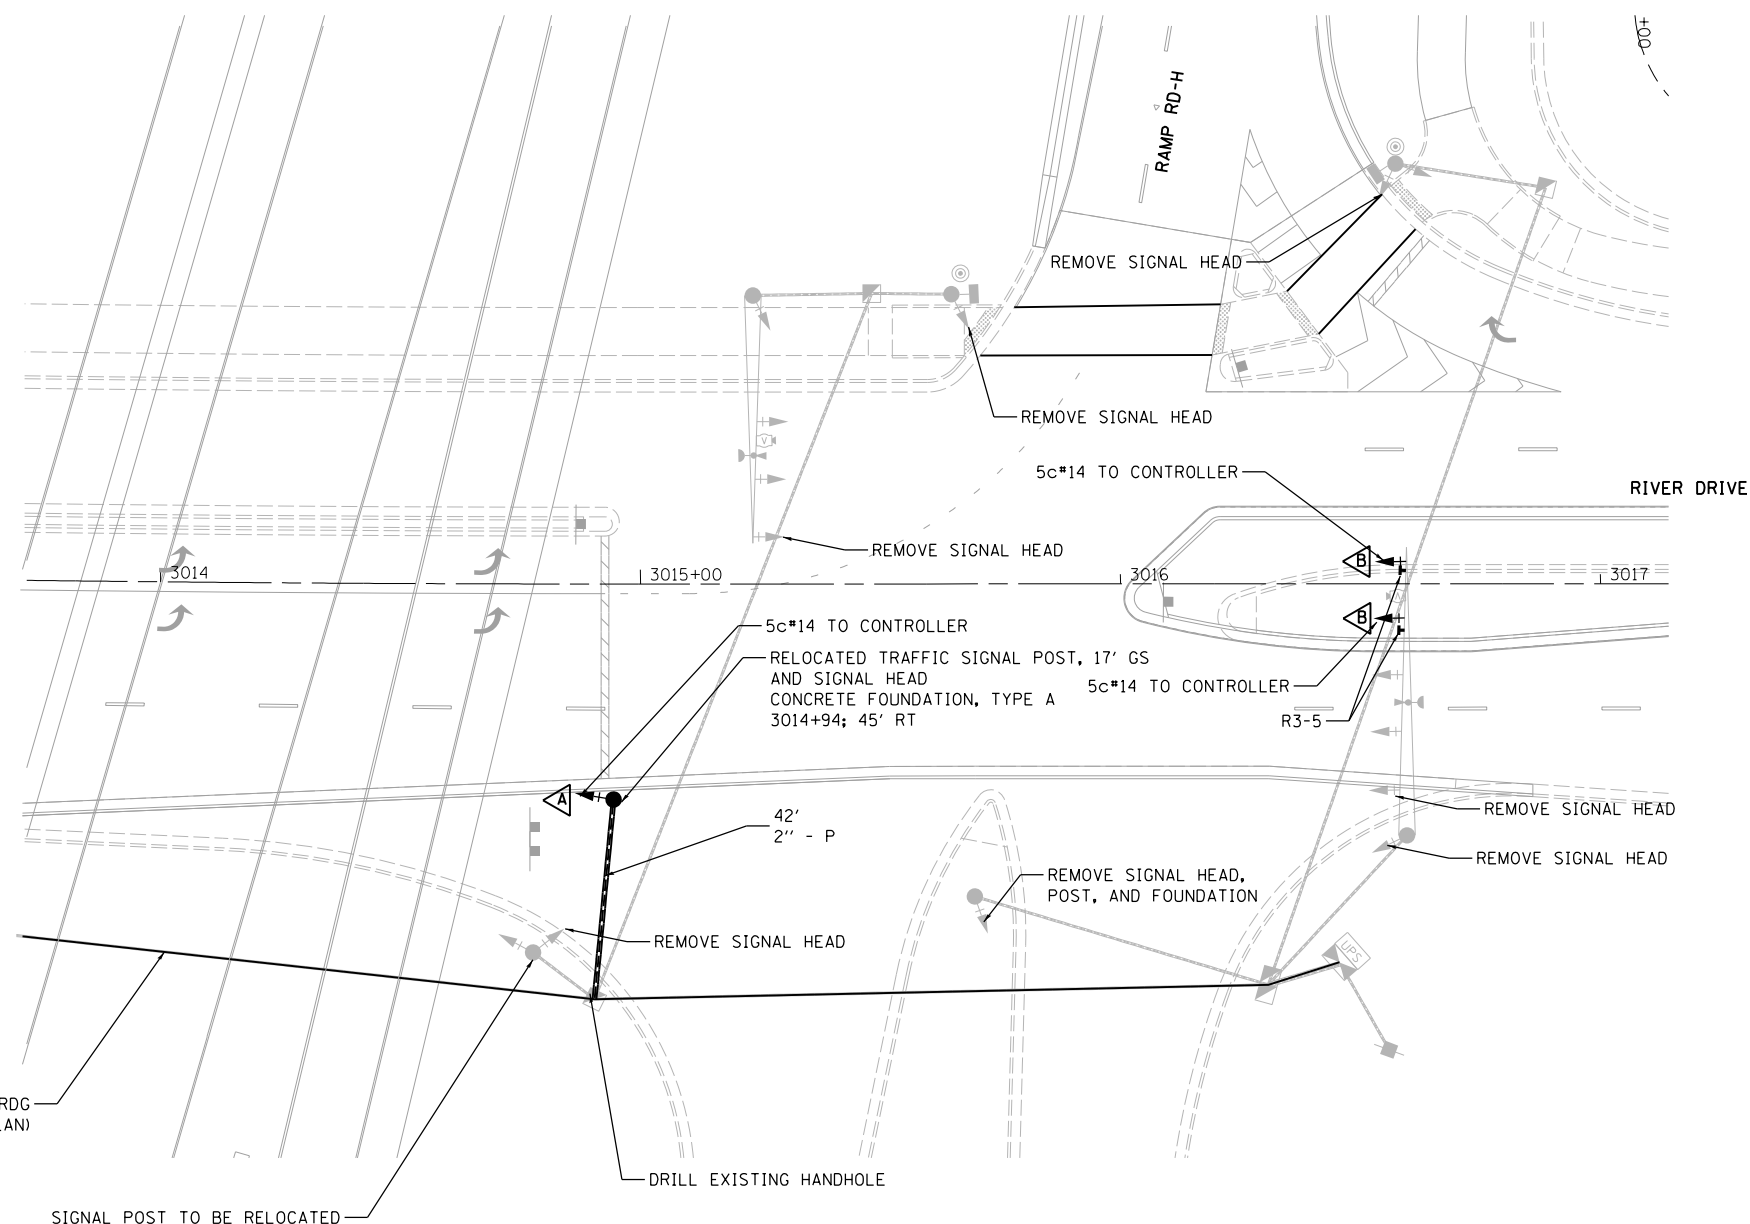 +00
RAMP RD-H
REMOVE SIGNAL HEAD
REMOVE SIGNAL HEAD
V
5c#14 TO CONTROLLER
RIVER DRIVE
REMOVE SIGNAL HEAD
B
3014
3015+00
3016
3017
B
5c#14 TO CONTROLLER
RELOCATED TRAFFIC SIGNAL POST, 17' GS
AND SIGNAL HEAD
CONCRETE FOUNDATION, TYPE A
3014+94; 45' RT
5c#14 TO CONTROLLER
R3-5
A
42'
2'' - P
REMOVE SIGNAL HEAD
REMOVE SIGNAL HEAD
REMOVE SIGNAL HEAD,
POST, AND FOUNDATION
REMOVE SIGNAL HEAD
UPS
RDG
LAN)
DRILL EXISTING HANDHOLE
SIGNAL POST TO BE RELOCATED